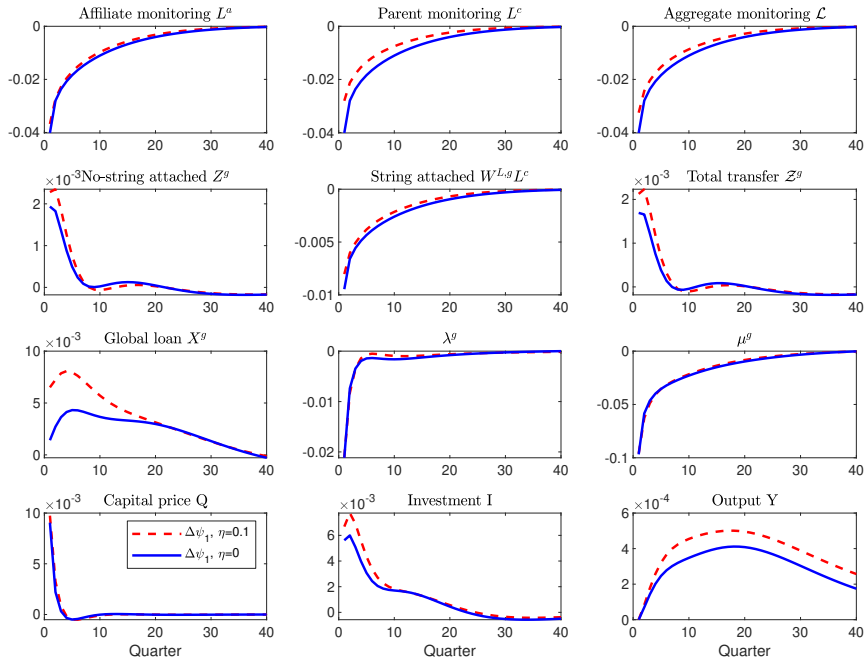 Affiliate monitoring L^a
0
-0.02
-0.04
0 10 20 30 40
Parent monitoring L^c
0
-0.02
-0.04
0 10 20 30 40
Aggregate monitoring ℒ
0
-0.02
-0.04
0 10 20 30 40
×10^-3
No-string attached Z^g
2
1
0
0 10 20 30 40
String attached W^{L,g}L^c
0
-0.005
-0.01
0 10 20 30 40
×10^-3
Total transfer 𝒵^g
2
1
0
0 10 20 30 40
10 ×10^-3
Global loan X^g
5
0
0 10 20 30 40
λ^g
0
-0.01
-0.02
0 10 20 30 40
μ^g
0
-0.05
-0.1
0 10 20 30 40
10 ×10^-3
Capital price Q
5
0
0 10 20 30 40
Quarter
Δψ_1, η=0.1
Δψ_1, η=0
×10^-3
Investment I
6
4
2
0
0 10 20 30 40
Quarter
×10^-4
Output Y
6
4
2
0
0 10 20 30 40
Quarter